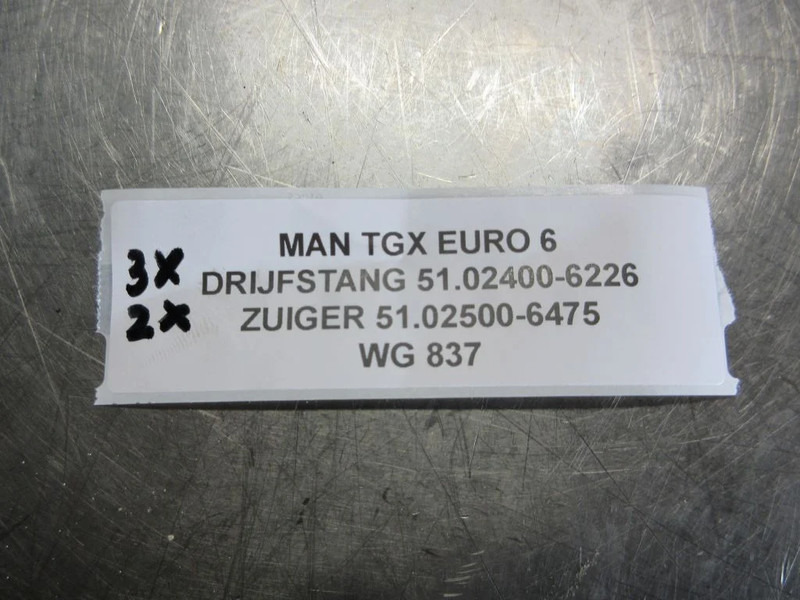 MAN TGX EURO 6
3X DRIJFSTANG 51.02400-6226
2X ZUIGER 51.02500-6475
WG 837